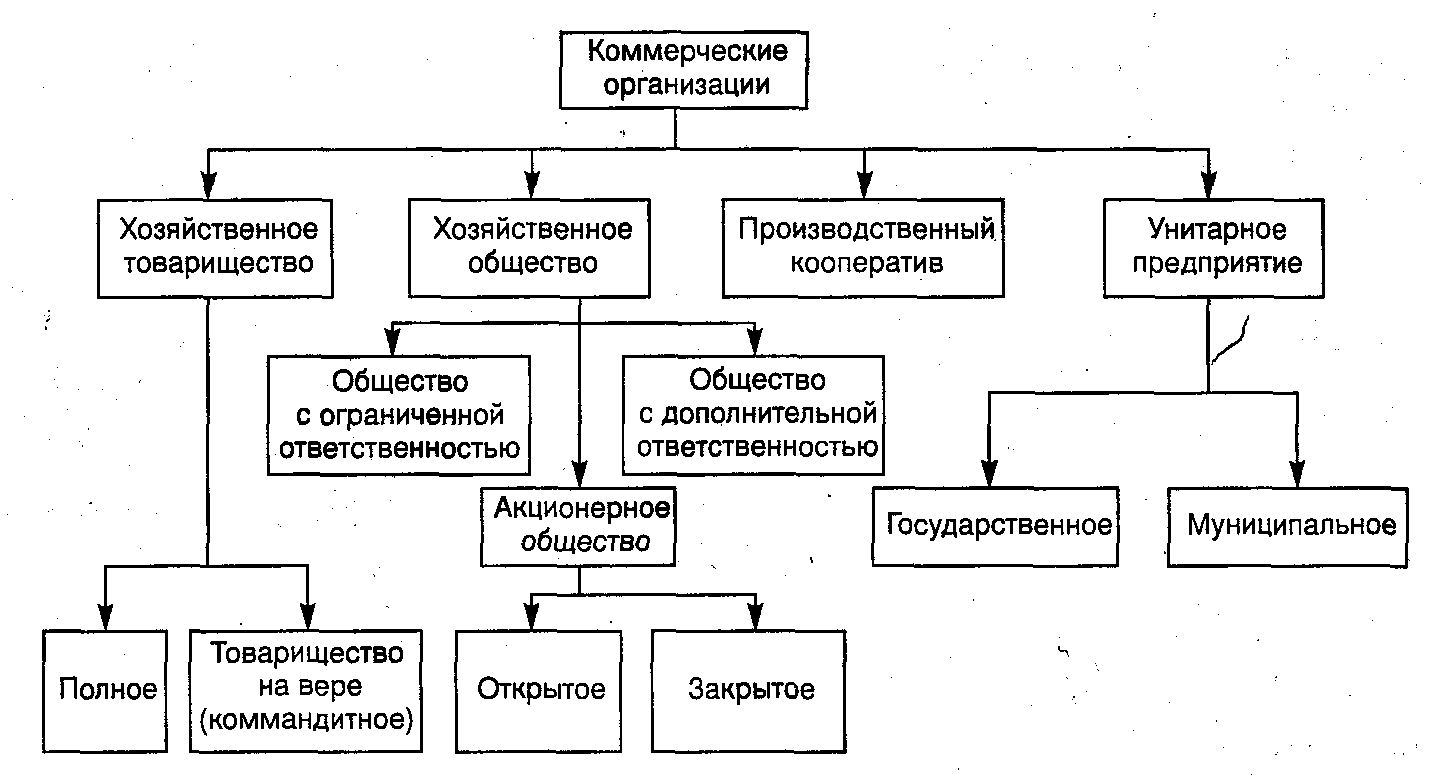 Коммерческие
организации
Хозяйственное
товарищество
Хозяйственное
общество
Производственный
кооператив
Унитарное
предприятие
Общество
с ограниченной
ответственностью
Общество
с дополнительной
ответственностью
Акционерное
общество
Государственное
Муниципальное
Полное
Товарищество
на вере
(коммандитное)
Открытое
Закрытое